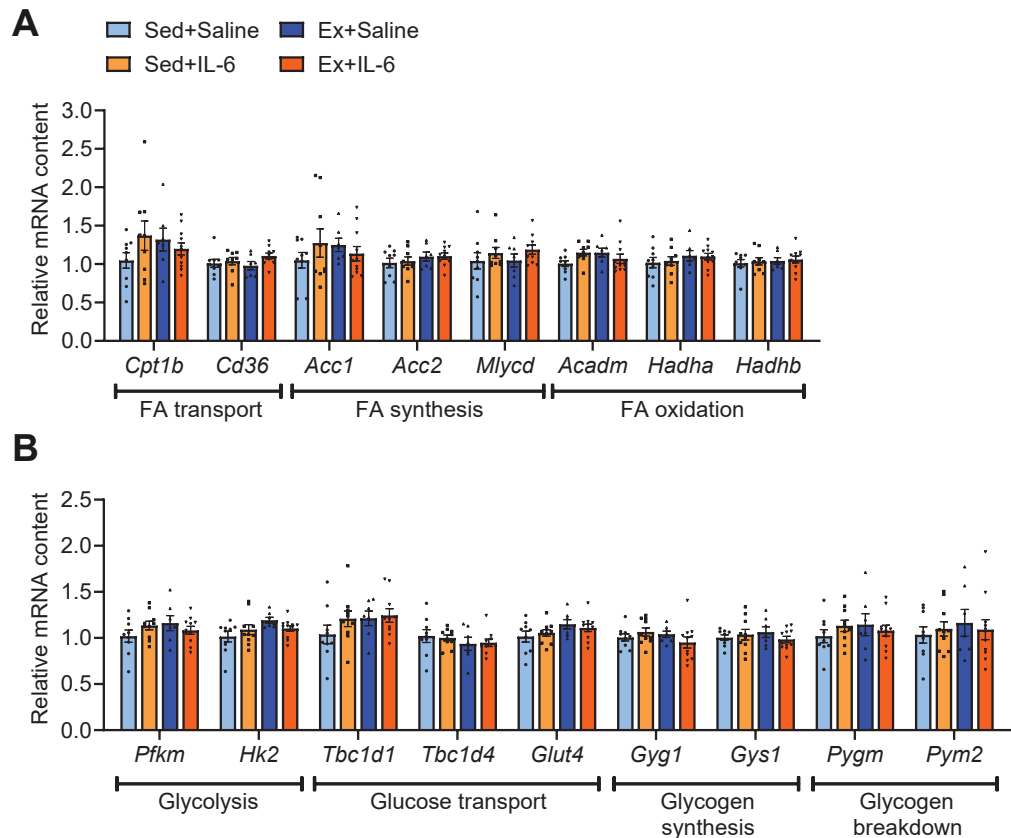 A
Sed+Saline Ex+Saline
Sed+IL-6 Ex+IL-6
Relative mRNA content
3.0
2.5
2.0
1.5
1.0
0.5
0.0
Cpt1b Cd36 Acc1 Acc2 Mlycd Acadm Hadha Hadhb
FA transport FA synthesis FA oxidation
B
Relative mRNA content
2.5
2.0
1.5
1.0
0.5
0.0
Pfkm Hk2 Tbc1d1 Tbc1d4 Glut4 Gyg1 Gys1 Pygm Pym2
Glycolysis Glucose transport Glycogen Glycogen
synthesis breakdown